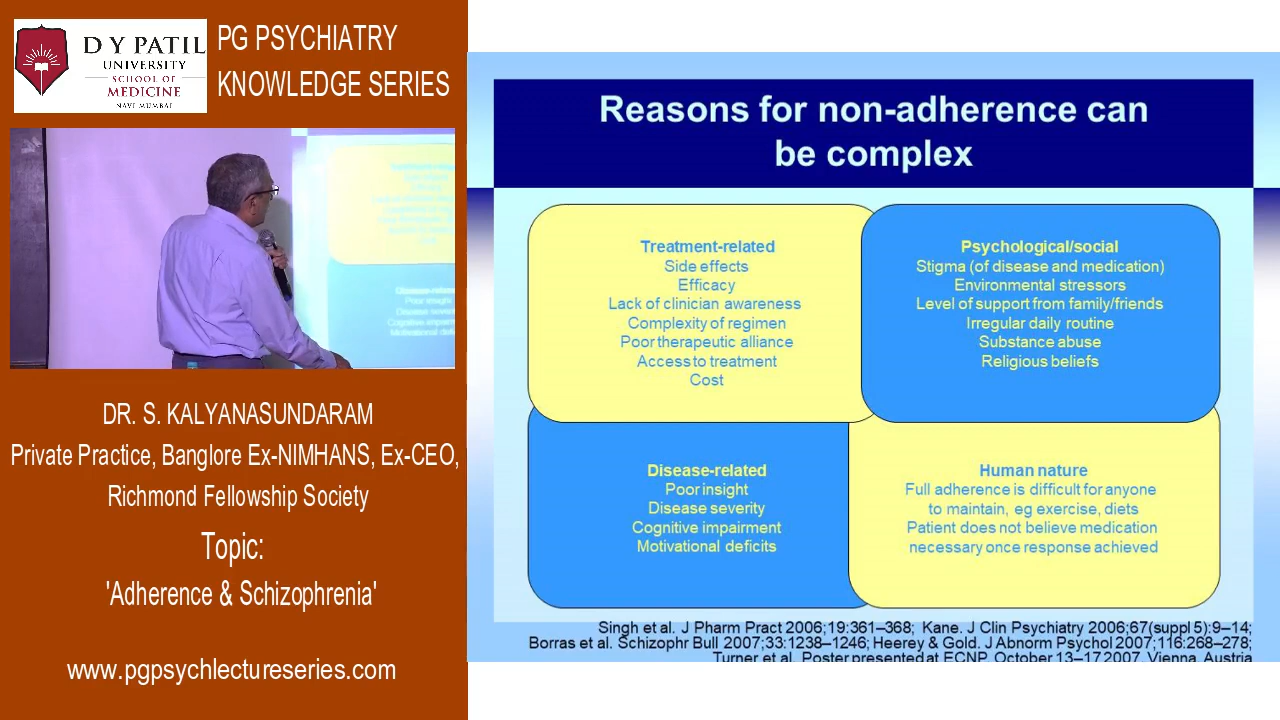 D Y PATIL
UNIVERSITY
SCHOOL OF
MEDICINE
NAVI MUMBAI
PG PSYCHIATRY
KNOWLEDGE SERIES
DR. S. KALYANASUNDARAM
Private Practice, Banglore Ex-NIMHANS, Ex-CEO,
Richmond Fellowship Society
Topic:
'Adherence & Schizophrenia'
www.pgpsychlectureseries.com
Reasons for non-adherence can
be complex
Treatment-related
Side effects
Efficacy
Lack of clinician awareness
Complexity of regimen
Poor therapeutic alliance
Access to treatment
Cost
Psychological/social
Stigma (of disease and medication)
Environmental stressors
Level of support from family/friends
Irregular daily routine
Substance abuse
Religious beliefs
Disease-related
Poor insight
Disease severity
Cognitive impairment
Motivational deficits
Human nature
Full adherence is difficult for anyone
to maintain, eg exercise, diets
Patient does not believe medication
necessary once response achieved
Singh et al. J Pharm Pract 2006;19:361–368; Kane. J Clin Psychiatry 2006;67(suppl 5):9–14;
Borras et al. Schizophr Bull 2007;33:1238–1246; Heerey & Gold. J Abnorm Psychol 2007;116:268–278;
Turner et al. Poster presented at ECNP, October 13–17 2007, Vienna, Austria